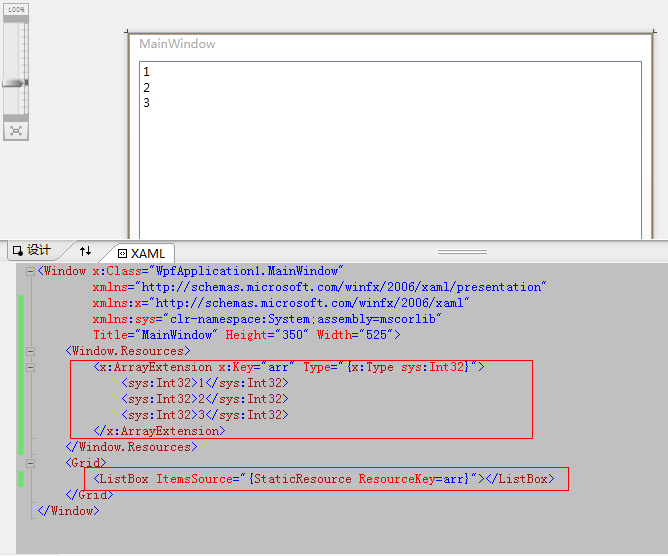 100%
MainWindow
1
2
3
设计
XAML
<Window x:Class="WpfApplication1.MainWindow"
xmlns="http://schemas.microsoft.com/winfx/2006/xaml/presentation"
xmlns:x="http://schemas.microsoft.com/winfx/2006/xaml"
xmlns:sys="clr-namespace:System;assembly=mscorlib"
Title="MainWindow" Height="350" Width="525">
<Window.Resources>
<x:ArrayExtension x:Key="arr" Type="{x:Type sys:Int32}">
<sys:Int32>1</sys:Int32>
<sys:Int32>2</sys:Int32>
<sys:Int32>3</sys:Int32>
</x:ArrayExtension>
</Window.Resources>
<Grid>
<ListBox ItemsSource="{StaticResource ResourceKey=arr}"></ListBox>
</Grid>
</Window>